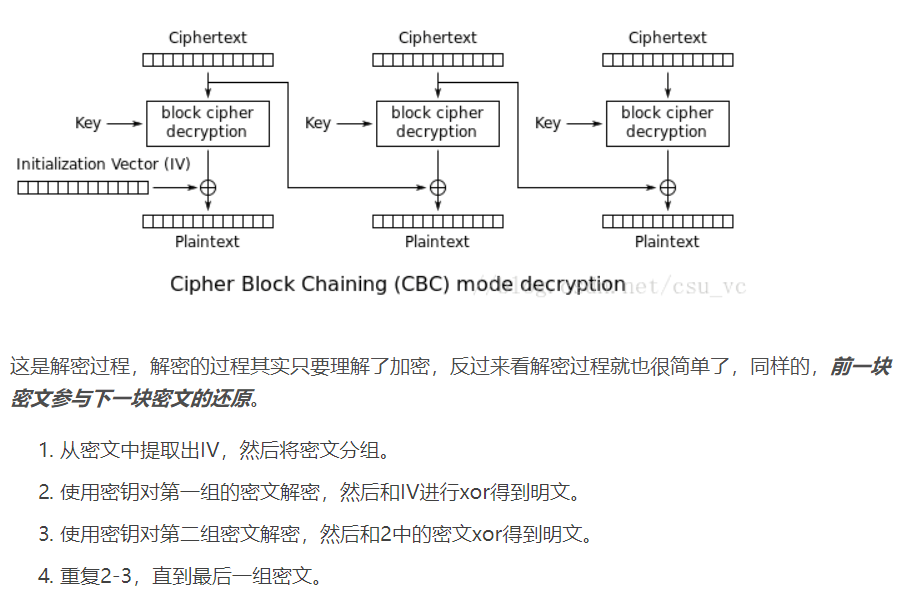 Ciphertext Ciphertext Ciphertext
Key block cipher decryption Key block cipher decryption Key block cipher decryption
Initialization Vector (IV)
Plaintext Plaintext Plaintext
Cipher Block Chaining (CBC) mode decryption
这是解密过程，解密的过程其实只要理解了加密，反过来看解密过程就也很简单了，同样的，前一块
密文参与下一块密文的还原。
1. 从密文中提取出IV，然后将密文分组。
2. 使用密钥对第一组的密文解密，然后和IV进行xor得到明文。
3. 使用密钥对第二组密文解密，然后和2中的密文xor得到明文。
4. 重复2-3，直到最后一组密文。